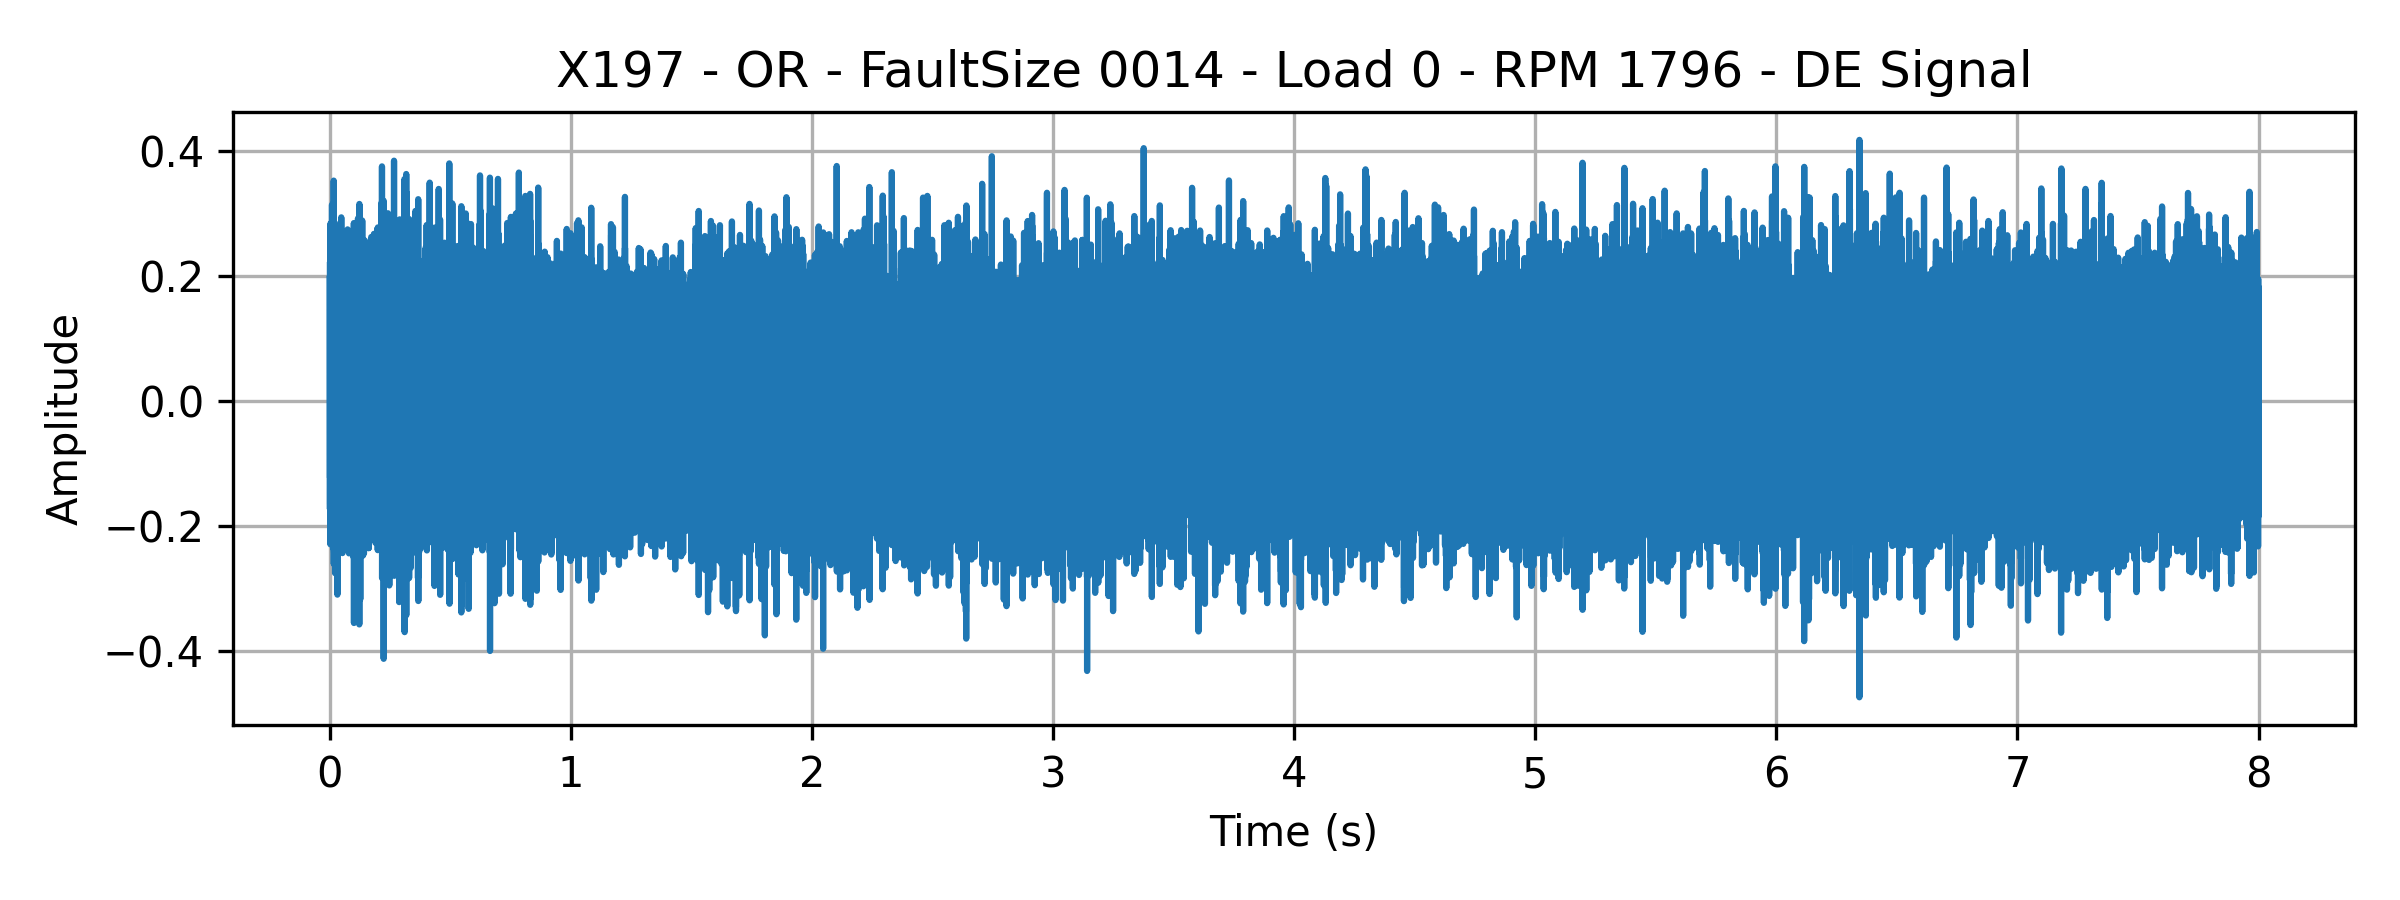 X197 - OR - FaultSize 0014 - Load 0 - RPM 1796 - DE Signal
Amplitude
0.4
0.2
0.0
−0.2
−0.4
0 1 2 3 4 5 6 7 8
Time (s)